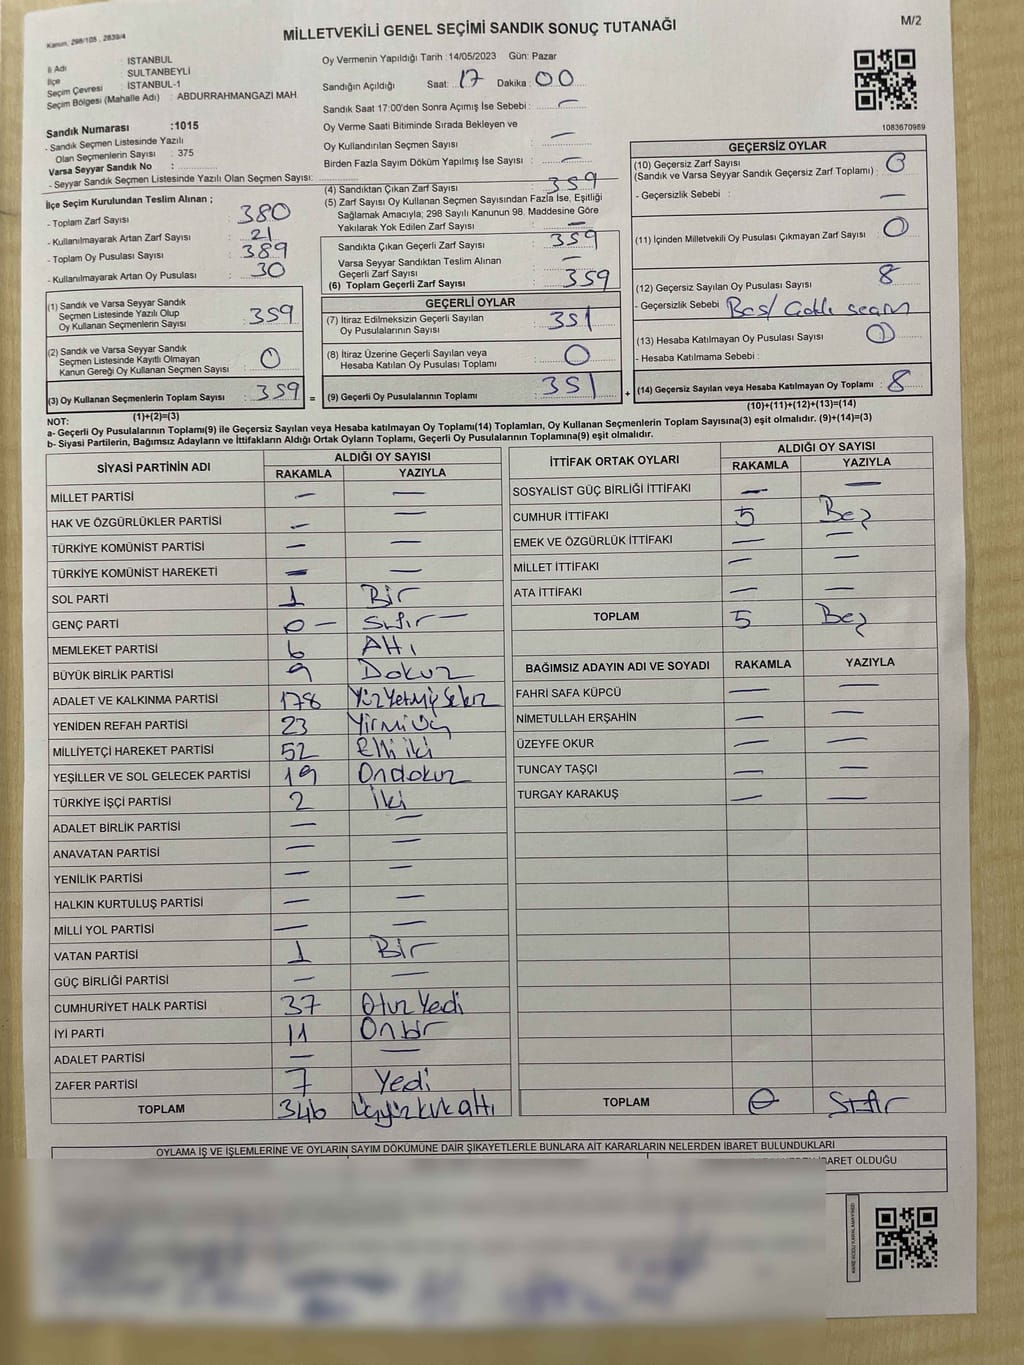 Kanun, 298/105 , 2839/4
MİLLETVEKİLİ GENEL SEÇİMİ SANDIK SONUÇ TUTANAĞI
M/2
İl Adı : İSTANBUL
İlçe : SULTANBEYLİ
Seçim Çevresi : İSTANBUL-1
Seçim Bölgesi (Mahalle Adı) : ABDURRAHMANGAZİ MAH.
Sandık Numarası :1015
- Sandık Seçmen Listesinde Yazılı
Olan Seçmenlerin Sayısı : 375
Varsa Seyyar Sandık No :
- Seyyar Sandık Seçmen Listesinde Yazılı Olan Seçmen Sayısı:
Oy Vermenin Yapıldığı Tarih :14/05/2023 Gün: Pazar
Sandığın Açıldığı Saat: 17 Dakika : 00
Sandık Saat 17:00'den Sonra Açımış İse Sebebi : —
Oy Verme Saati Bitiminde Sırada Bekleyen ve
Oy Kullandırılan Seçmen Sayısı : —
Birden Fazla Sayım Döküm Yapılmış İse Sayısı : —
1083670969
İlçe Seçim Kurulundan Teslim Alınan ;
- Toplam Zarf Sayısı : 380
- Kullanılmayarak Artan Zarf Sayısı : 21
- Toplam Oy Pusulası Sayısı : 389
- Kullanılmayarak Artan Oy Pusulası : 30
(1) Sandık ve Varsa Seyyar Sandık
Seçmen Listesinde Yazılı Olup
Oy Kullanan Seçmenlerin Sayısı : 359
(2) Sandık ve Varsa Seyyar Sandık
Seçmen Listesinde Kayıtlı Olmayan
Kanun Gereği Oy Kullanan Seçmen Sayısı : 0
(3) Oy Kullanan Seçmenlerin Toplam Sayısı : 359 =
(1)+(2)=(3)
(4) Sandıktan Çıkan Zarf Sayısı : 359
(5) Zarf Sayısı Oy Kullanan Seçmen Sayısından Fazla İse, Eşitliği
Sağlamak Amacıyla; 298 Sayılı Kanunun 98. Maddesine Göre
Yakılarak Yok Edilen Zarf Sayısı : —
Sandıkta Çıkan Geçerli Zarf Sayısı : 359
Varsa Seyyar Sandıktan Teslim Alınan
Geçerli Zarf Sayısı : —
(6) Toplam Geçerli Zarf Sayısı : 359
GEÇERLİ OYLAR
(7) İtiraz Edilmeksizin Geçerli Sayılan
Oy Pusulalarının Sayısı : 351
(8) İtiraz Üzerine Geçerli Sayılan veya
Hesaba Katılan Oy Pusulası Toplamı : 0
(9) Geçerli Oy Pusulalarının Toplamı : 351 +
GEÇERSİZ OYLAR
(10) Geçersiz Zarf Sayısı
(Sandık ve Varsa Seyyar Sandık Geçersiz Zarf Toplamı) : 0
- Geçersizlik Sebebi : —
(11) İçinden Milletvekili Oy Pusulası Çıkmayan Zarf Sayısı : 0
(12) Geçersiz Sayılan Oy Pusulası Sayısı : 8
- Geçersizlik Sebebi : Boş/
(13) Hesaba Katılmayan Oy Pusulası Sayısı : 0
- Hesaba Katılmama Sebebi :
(14) Geçersiz Sayılan veya Hesaba Katılmayan Oy Toplamı : 8
(10)+(11)+(12)+(13)=(14)
NOT:
a- Geçerli Oy Pusulalarının Toplamı(9) ile Geçersiz Sayılan veya Hesaba katılmayan Oy Toplamı(14) Toplamları, Oy Kullanan Seçmenlerin Toplam Sayısına(3) eşit olmalıdır. (9)+(14)=(3)
b- Siyasi Partilerin, Bağımsız Adayların ve İttifakların Aldığı Ortak Oyların Toplamı, Geçerli Oy Pusulalarının Toplamına(9) eşit olmalıdır.
SİYASİ PARTİNİN ADI ALDIĞI OY SAYISI
RAKAMLA YAZIYLA
MİLLET PARTİSİ — —
HAK VE ÖZGÜRLÜKLER PARTİSİ — —
TÜRKİYE KOMÜNİST PARTİSİ — —
TÜRKİYE KOMÜNİST HAREKETİ — —
SOL PARTİ 1 Bir
GENÇ PARTİ 0 — Sıfır —
MEMLEKET PARTİSİ 6 Altı
BÜYÜK BİRLİK PARTİSİ 9 Dokuz
ADALET VE KALKINMA PARTİSİ 178 YüzYetmişSekiz
YENİDEN REFAH PARTİSİ 23 Yirmiüç
MİLLİYETÇİ HAREKET PARTİSİ 52 Elliiki
YEŞİLLER VE SOL GELECEK PARTİSİ 19 Ondokuz
TÜRKİYE İŞÇİ PARTİSİ 2 İki
ADALET BİRLİK PARTİSİ — —
ANAVATAN PARTİSİ — —
YENİLİK PARTİSİ — —
HALKIN KURTULUŞ PARTİSİ — —
MİLLİ YOL PARTİSİ — —
VATAN PARTİSİ 1 Bir
GÜÇ BİRLİĞİ PARTİSİ — —
CUMHURİYET HALK PARTİSİ 37 Otuz Yedi
İYİ PARTİ 11 Onbir
ADALET PARTİSİ — —
ZAFER PARTİSİ 7 Yedi
TOPLAM 346 Üçyüzkırkaltı
İTTİFAK ORTAK OYLARI ALDIĞI OY SAYISI
RAKAMLA YAZIYLA
SOSYALİST GÜÇ BİRLİĞİ İTTİFAKI — —
CUMHUR İTTİFAKI 5 Beş
EMEK VE ÖZGÜRLÜK İTTİFAKI — —
MİLLET İTTİFAKI — —
ATA İTTİFAKI — —
TOPLAM 5 Beş
BAĞIMSIZ ADAYIN ADI VE SOYADI RAKAMLA YAZIYLA
FAHRİ SAFA KÜPCÜ — —
NİMETULLAH ERŞAHİN — —
ÜZEYFE OKUR — —
TUNCAY TAŞÇI — —
TURGAY KARAKUŞ — —
TOPLAM 0 Sıfır
OYLAMA İŞ VE İŞLEMLERİNE VE OYLARIN SAYIM DÖKÜMÜNE DAİR ŞİKAYETLERLE BUNLARA AİT KARARLARIN NELERDEN İBARET BULUNDUKLARI
İBARET OLDUĞU